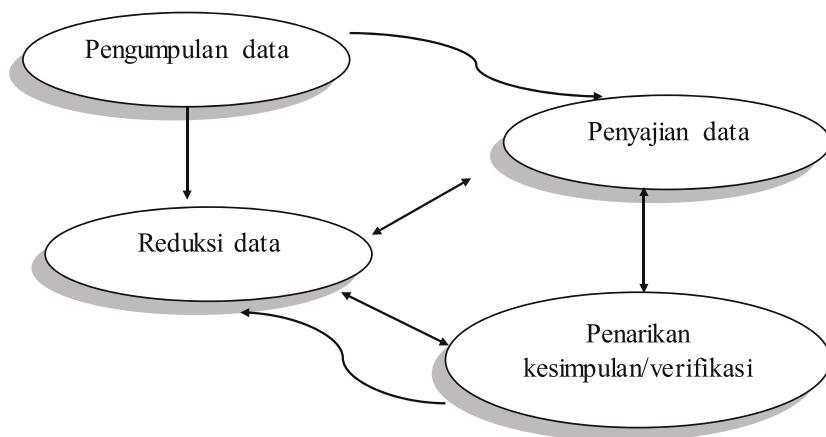 Pengumpulan data
Penyajian data
Reduksi data
Penarikan
kesimpulan/verifikasi